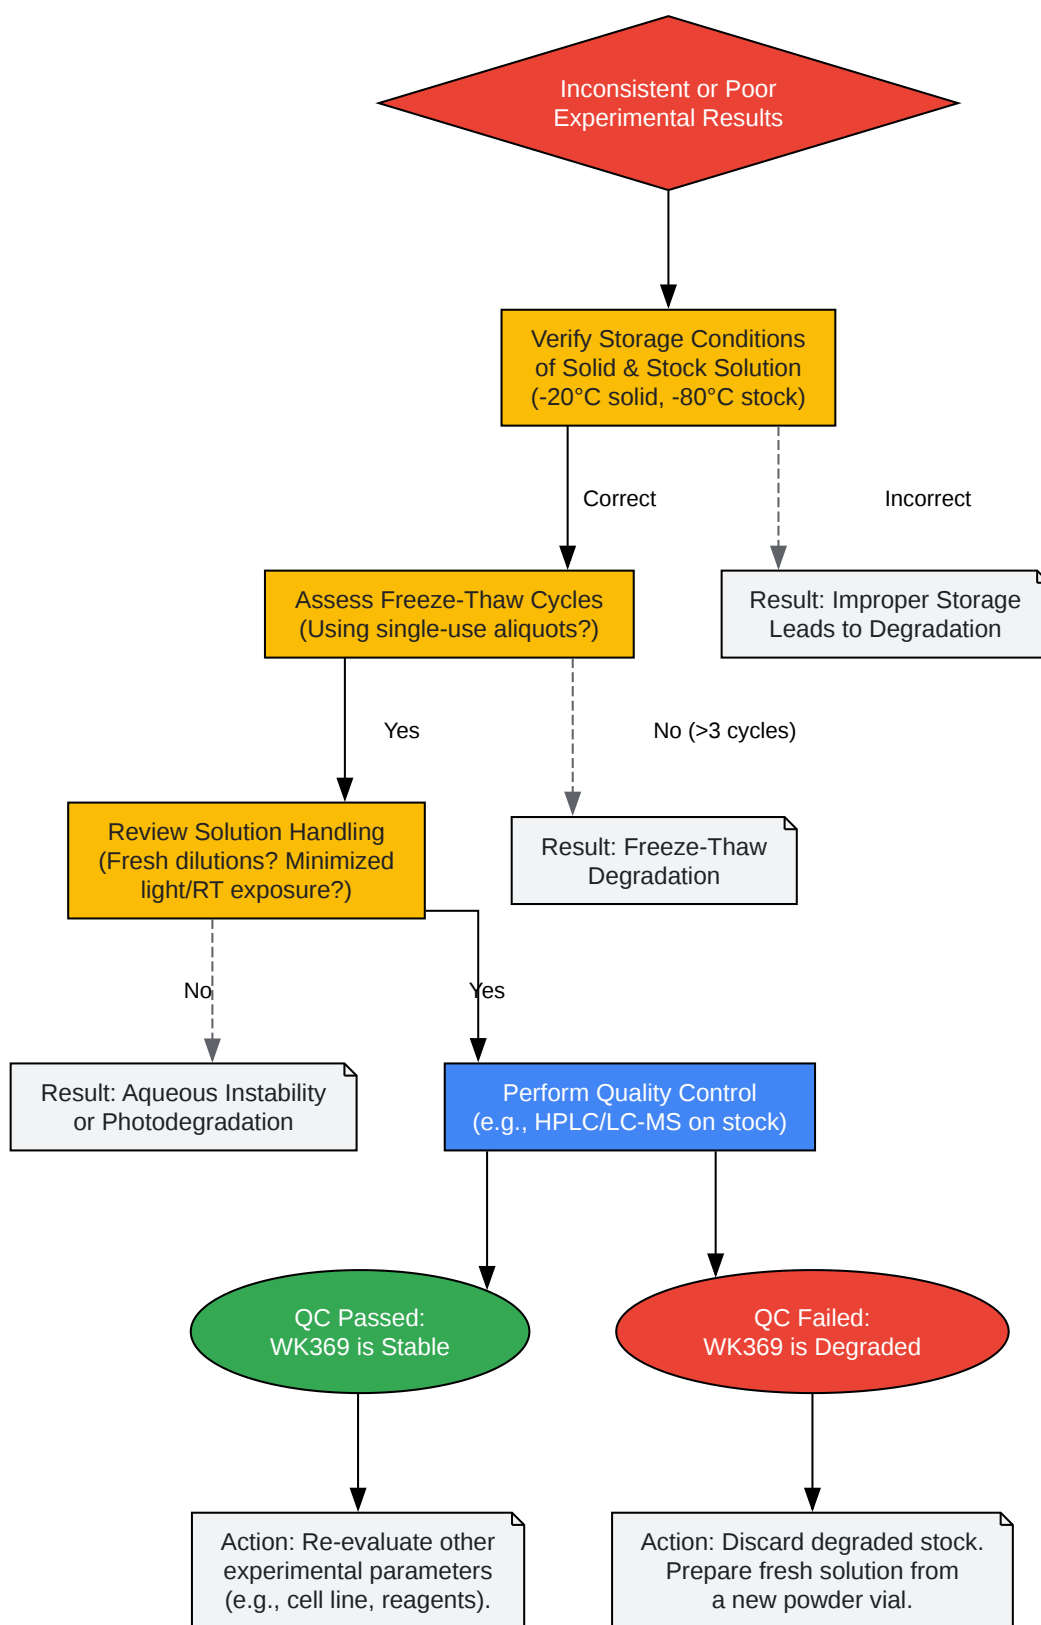 Inconsistent or Poor
Experimental Results
Verify Storage Conditions
of Solid & Stock Solution
(-20°C solid, -80°C stock)
Correct
Incorrect
Assess Freeze-Thaw Cycles
(Using single-use aliquots?)
Result: Improper Storage
Leads to Degradation
Yes
No (>3 cycles)
Review Solution Handling
(Fresh dilutions? Minimized
light/RT exposure?)
Result: Freeze-Thaw
Degradation
No
Yes
Result: Aqueous Instability
or Photodegradation
Perform Quality Control
(e.g., HPLC/LC-MS on stock)
QC Passed:
WK369 is Stable
QC Failed:
WK369 is Degraded
Action: Re-evaluate other
experimental parameters
(e.g., cell line, reagents).
Action: Discard degraded stock.
Prepare fresh solution from
a new powder vial.